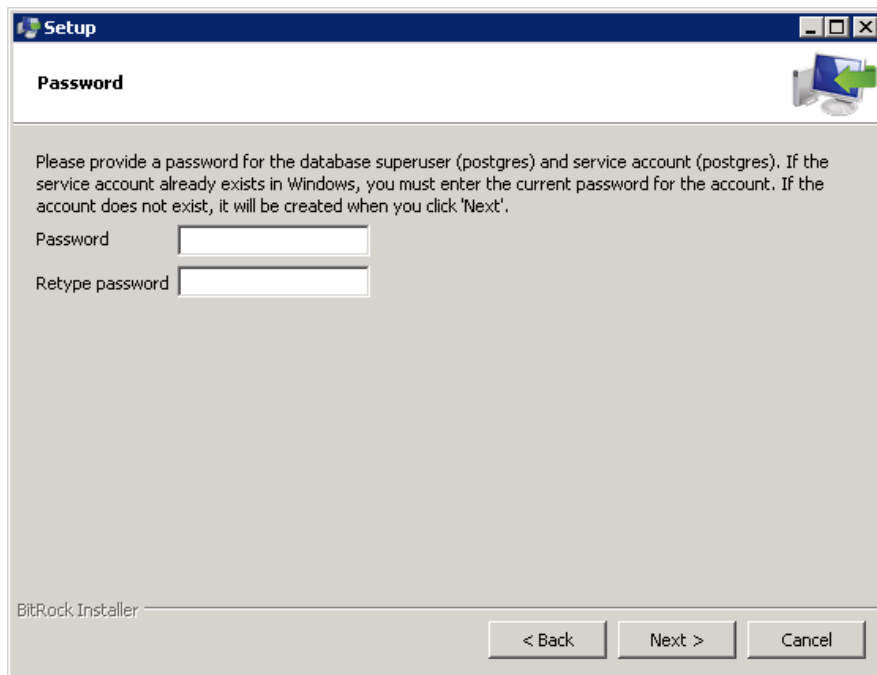 Setup
Password
Please provide a password for the database superuser (postgres) and service account (postgres). If the
service account already exists in Windows, you must enter the current password for the account. If the
account does not exist, it will be created when you click 'Next'.
Password
Retype password
BitRock Installer
< Back Next > Cancel